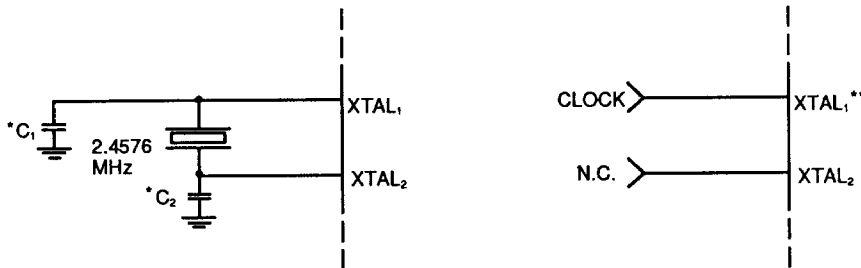 *C₁
2.4576
MHz
*C₂
XTAL₁
XTAL₂
CLOCK
N.C.
XTAL₁**
XTAL₂